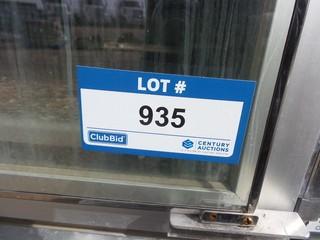 LOT #
935
ClubBid
CENTURY
AUCTIONS